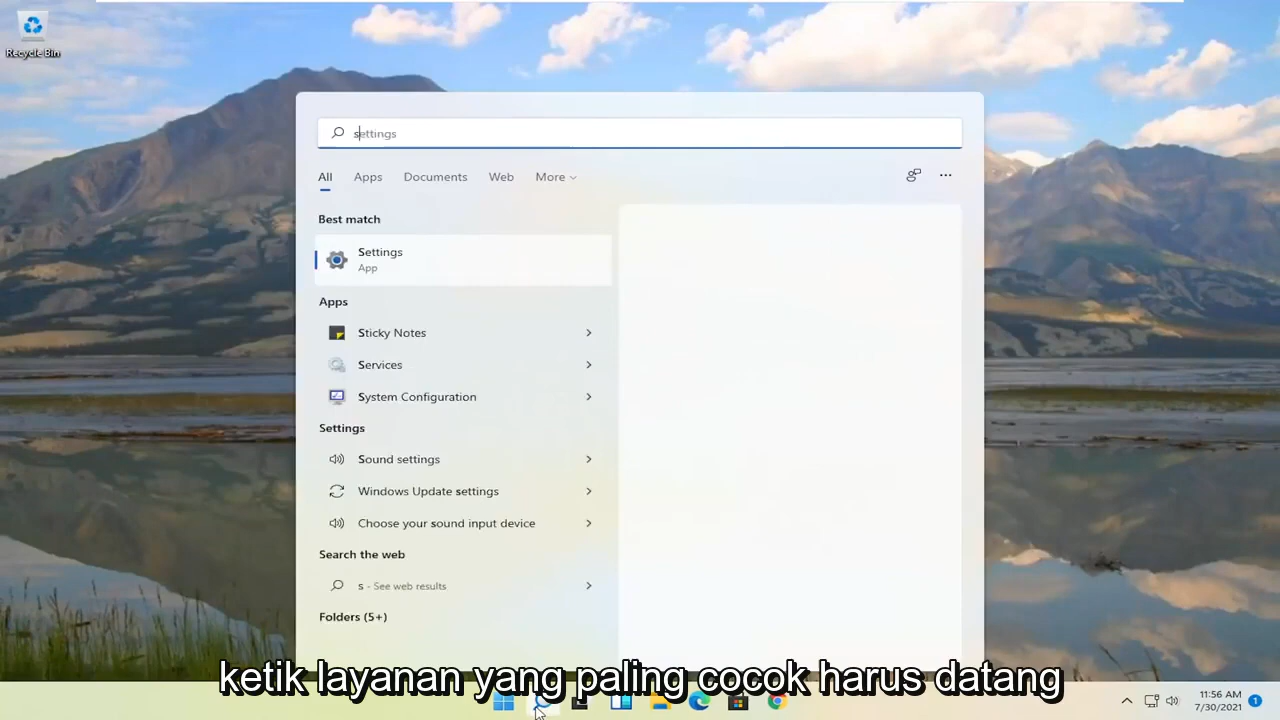 Recycle Bin
settings
All Apps Documents Web More
Best match
Settings
App
Apps
Sticky Notes
Services
System Configuration
Settings
Sound settings
Windows Update settings
Choose your sound input device
Search the web
s - See web results
Folders (5+)
ketik layanan yang paling cocok harus datang
11:56 AM
7/30/2021
1